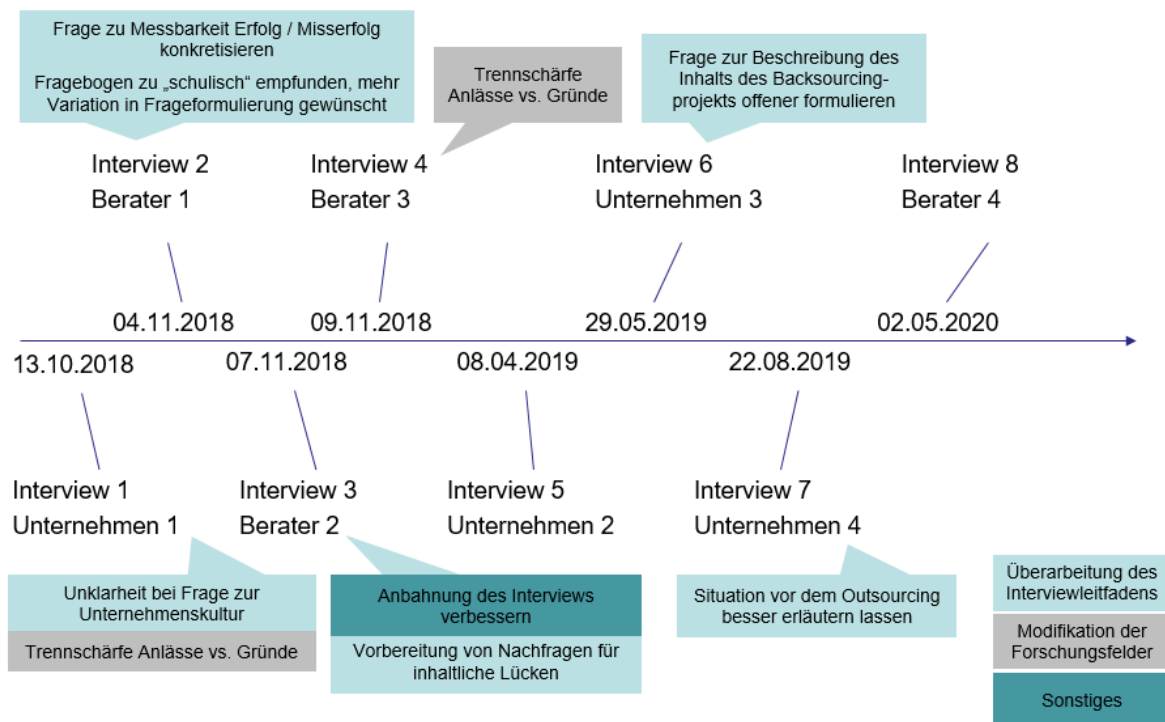 Frage zu Messbarkeit Erfolg / Misserfolg
konkretisieren
Fragebogen zu „schulisch“ empfunden, mehr
Variation in Frageformulierung gewünscht
Trennschärfe
Anlässe vs. Gründe
Frage zur Beschreibung des
Inhalts des Backsourcing-
projekts offener formulieren
Interview 2
Berater 1
Interview 4
Berater 3
Interview 6
Unternehmen 3
Interview 8
Berater 4
04.11.2018
09.11.2018
29.05.2019
02.05.2020
13.10.2018
07.11.2018
08.04.2019
22.08.2019
Interview 1
Unternehmen 1
Interview 3
Berater 2
Interview 5
Unternehmen 2
Interview 7
Unternehmen 4
Unklarheit bei Frage zur
Unternehmenskultur
Trennschärfe Anlässe vs. Gründe
Anbahnung des Interviews
verbessern
Vorbereitung von Nachfragen für
inhaltliche Lücken
Situation vor dem Outsourcing
besser erläutern lassen
Überarbeitung des
Interviewleitfadens
Modifikation der
Forschungsfelder
Sonstiges